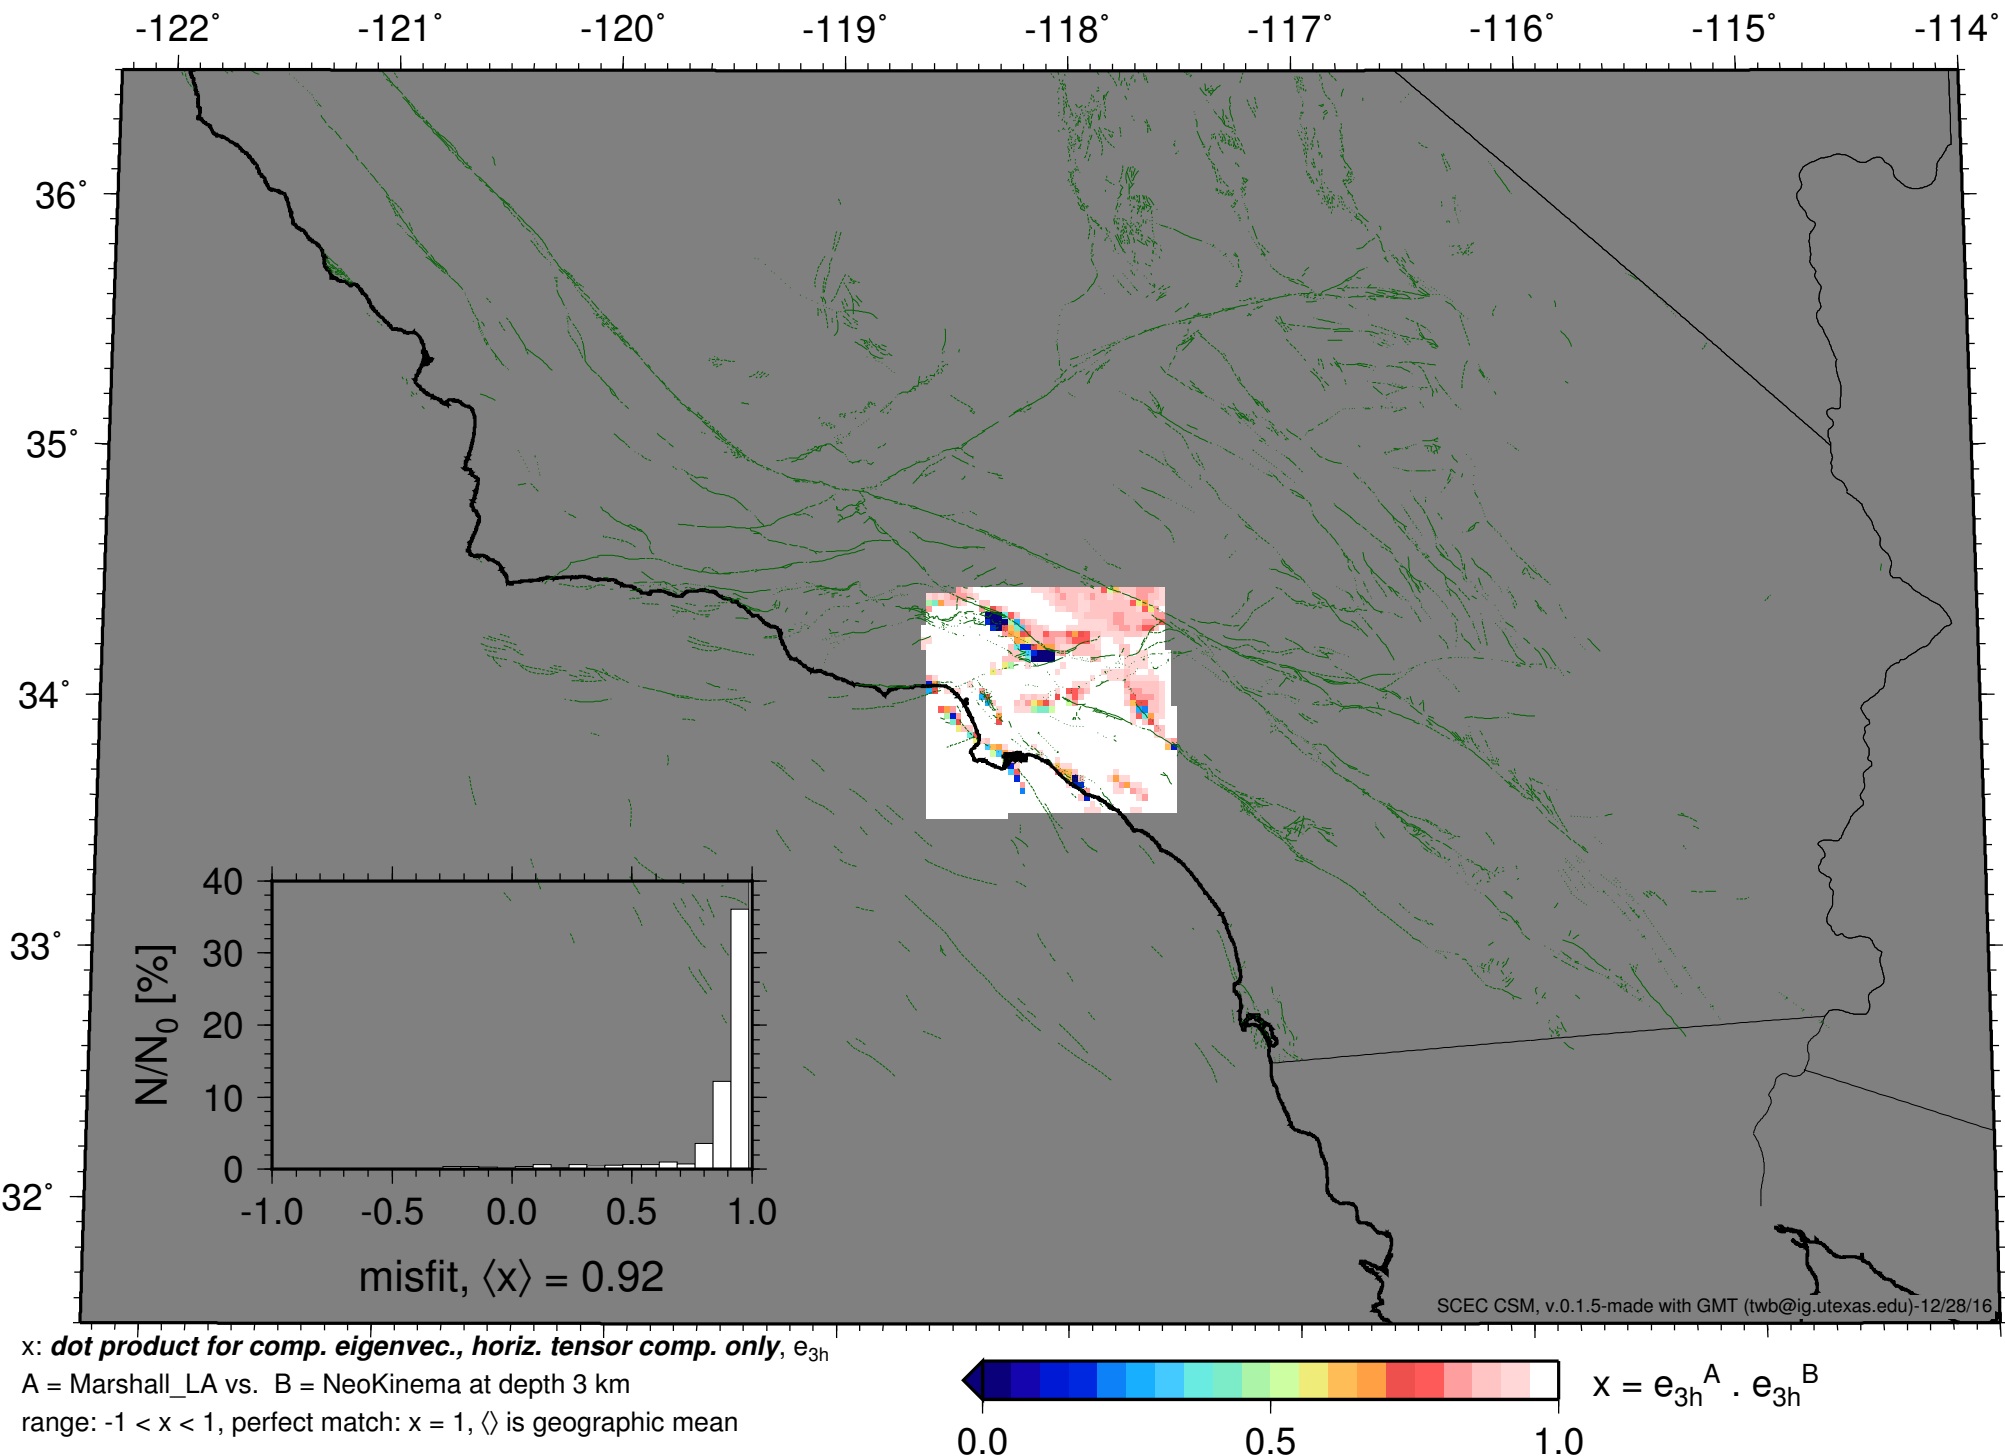 -122˚ -121˚ -120˚ -119˚ -118˚ -117˚ -116˚ -115˚ -114˚
36˚
35˚
34˚
33˚
32˚
40
30
20
10
0
N/N0 [%]
-1.0 -0.5 0.0 0.5 1.0
misfit, ⟨x⟩ = 0.92
SCEC CSM, v.0.1.5-made with GMT (twb@ig.utexas.edu)-12/28/16
x: dot product for comp. eigenvec., horiz. tensor comp. only, e3h
A = Marshall_LA vs. B = NeoKinema at depth 3 km
range: -1 < x < 1, perfect match: x = 1, ⟨⟩ is geographic mean
x = e3h^A . e3h^B
0.0 0.5 1.0